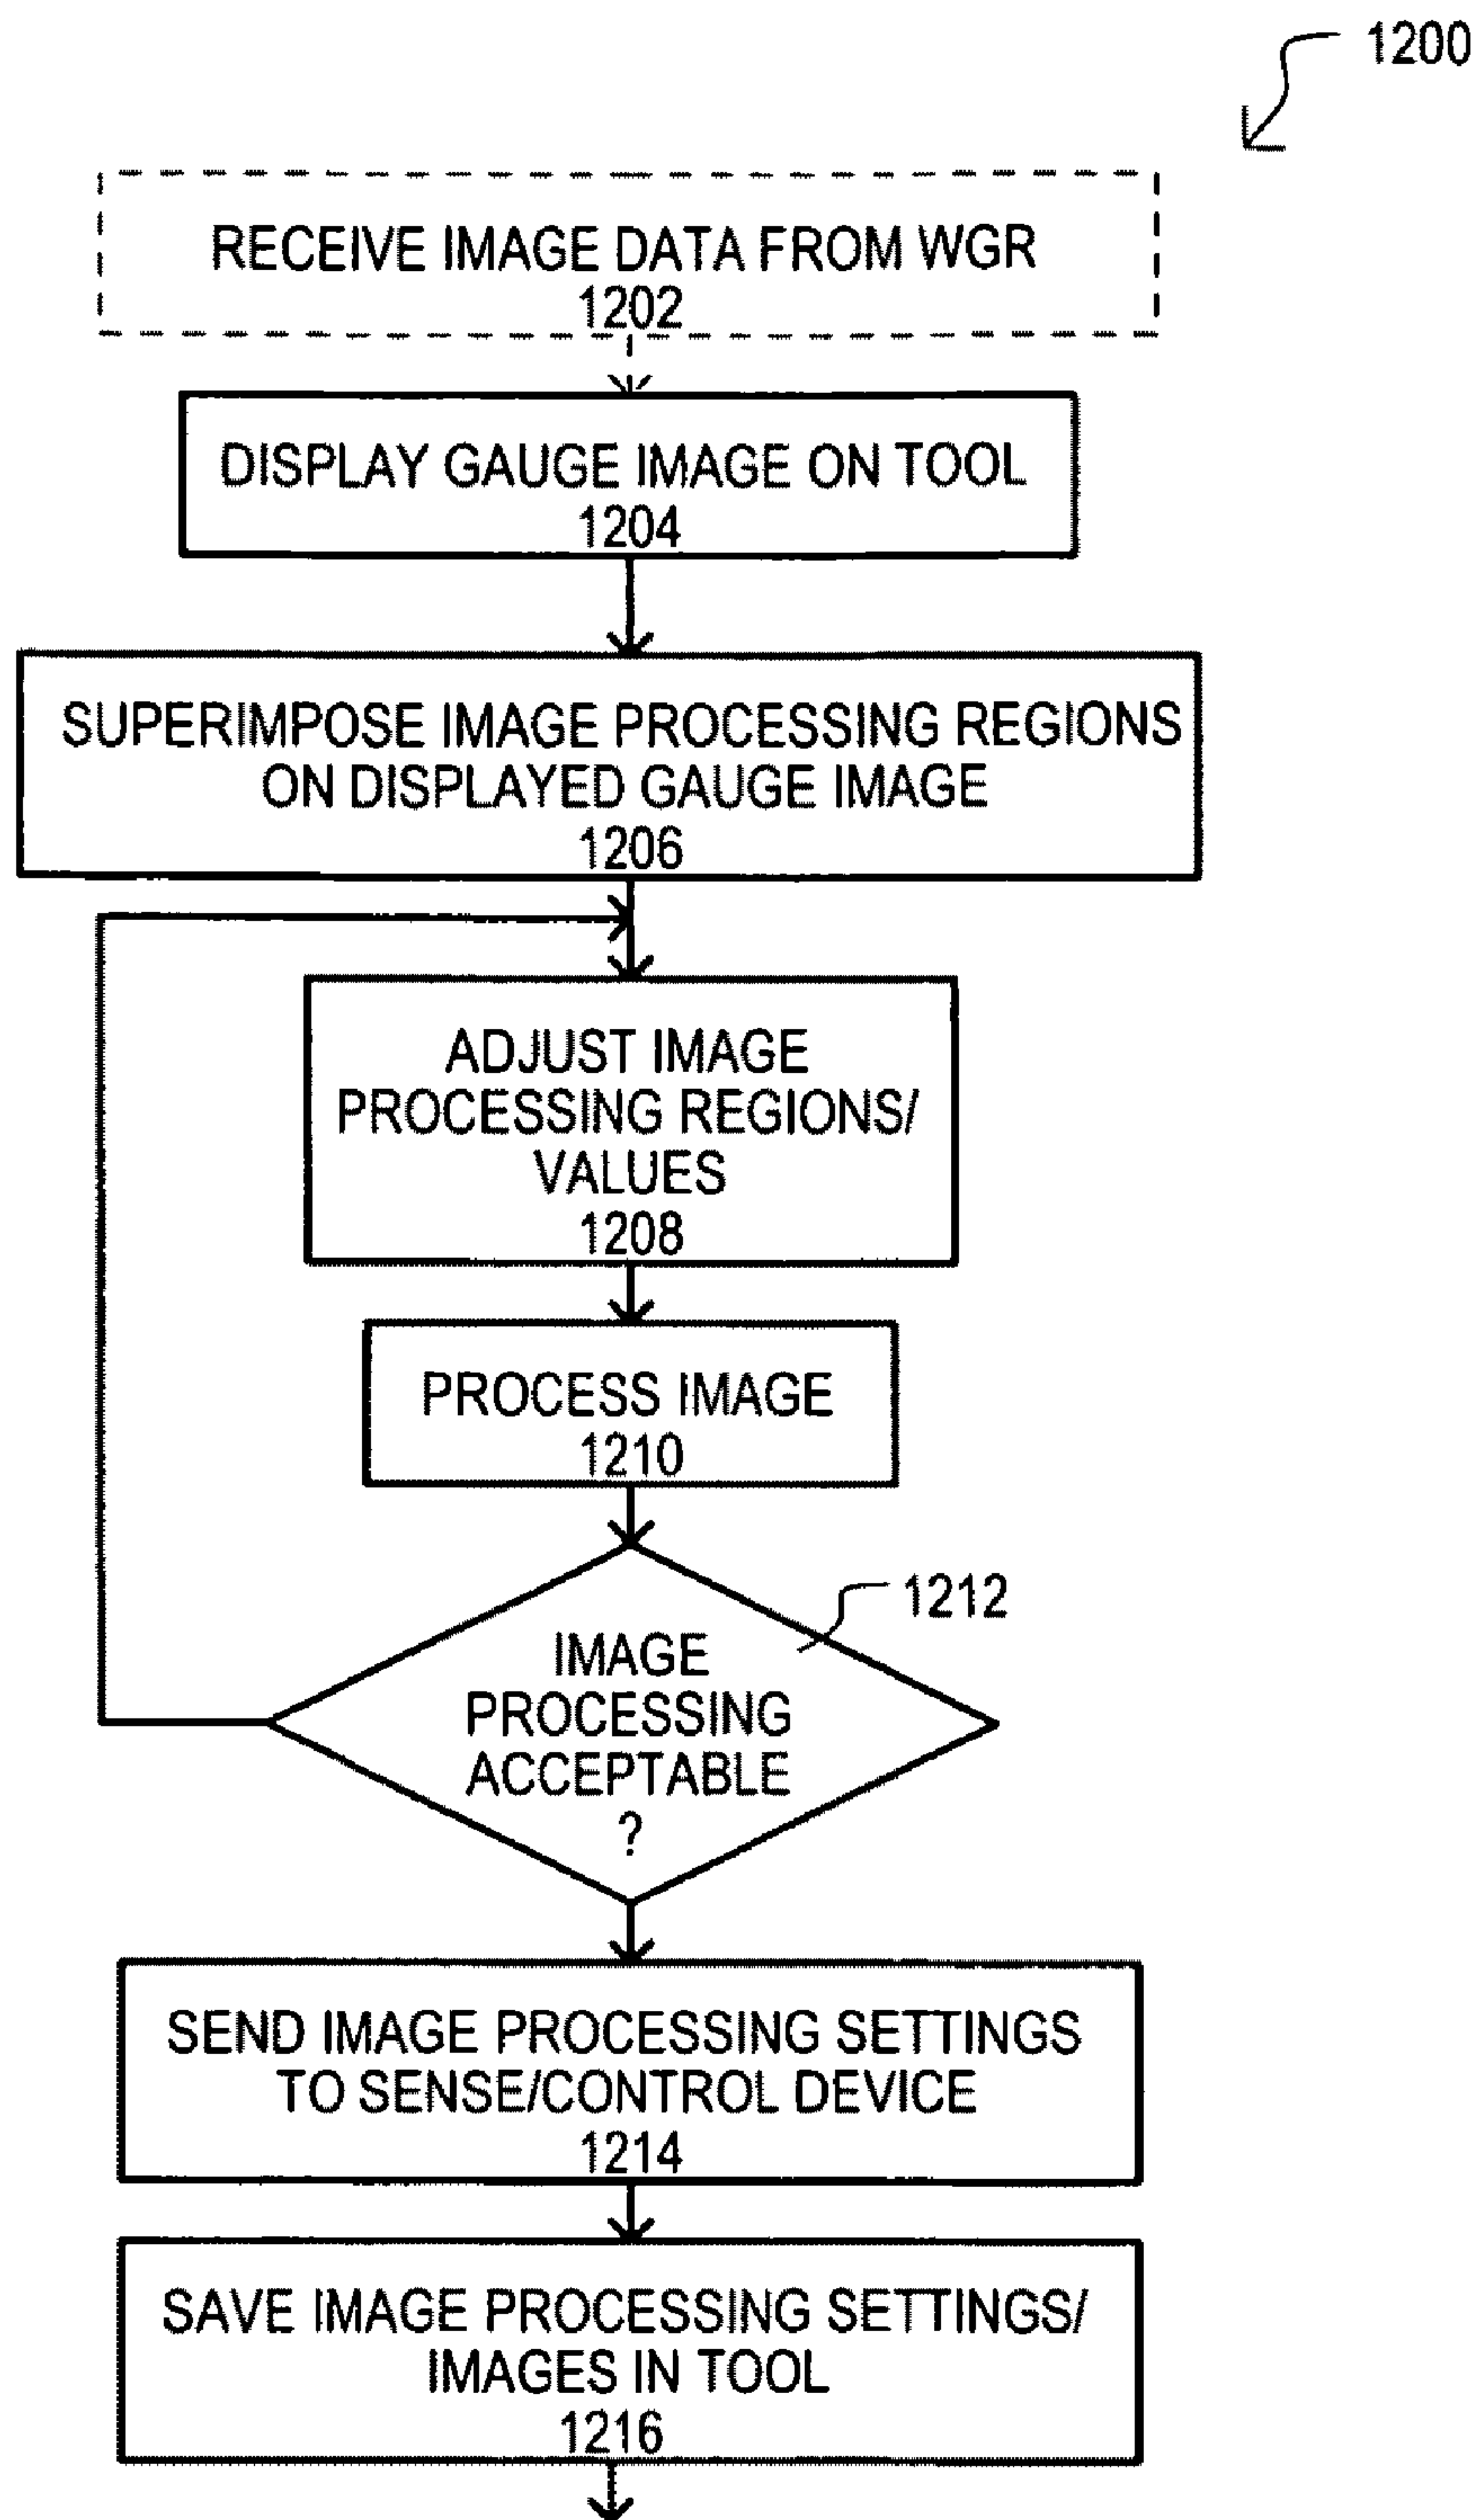 1200
RECEIVE IMAGE DATA FROM WGR
1202
DISPLAY GAUGE IMAGE ON TOOL
1204
SUPERIMPOSE IMAGE PROCESSING REGIONS
ON DISPLAYED GAUGE IMAGE
1206
ADJUST IMAGE
PROCESSING REGIONS/
VALUES
1208
PROCESS IMAGE
1210
1212
IMAGE
PROCESSING
ACCEPTABLE
?
SEND IMAGE PROCESSING SETTINGS
TO SENSE/CONTROL DEVICE
1214
SAVE IMAGE PROCESSING SETTINGS/
IMAGES IN TOOL
1216